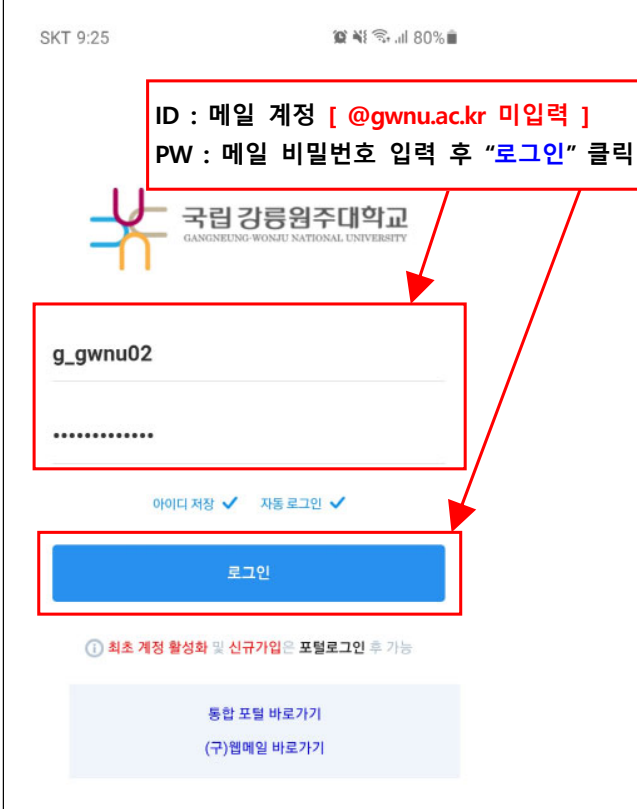 SKT 9:25 80%
ID : 메일 계정 [ @gwnu.ac.kr 미입력 ]
PW : 메일 비밀번호 입력 후 “로그인” 클릭
국립강릉원주대학교
GANGNEUNG-WONJU NATIONAL UNIVERSITY
g_gwnu02
•••••••••••••
아이디 저장 자동 로그인
로그인
최초 계정 활성화 및 신규가입은 포털로그인 후 가능
통합 포털 바로가기
(구)웹메일 바로가기